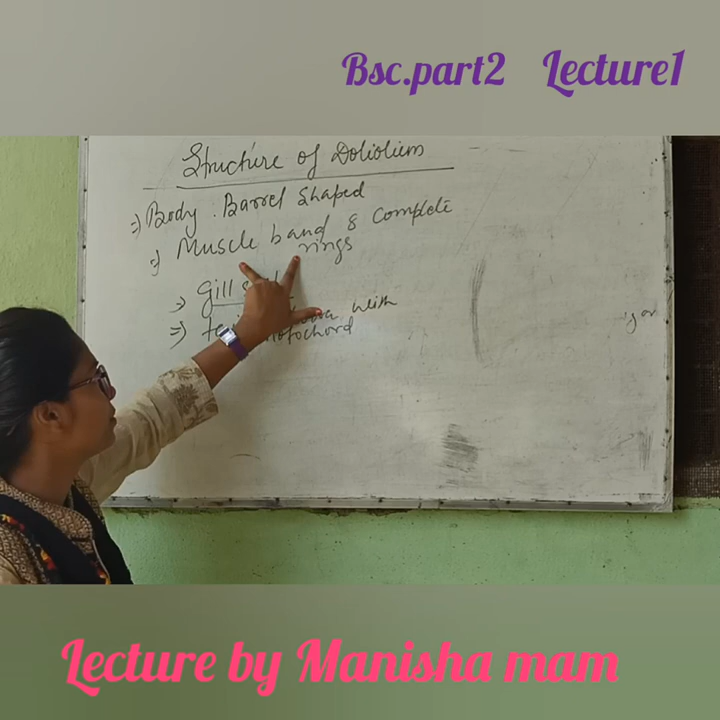 Bsc.part2 Lecture1
Structure of Doliolum
⇒) Body . Barrel Shaped
⇒) Muscle band 8 Complete
rings
⇒ Gill
⇒) with
notochord
Lecture by Manisha mam